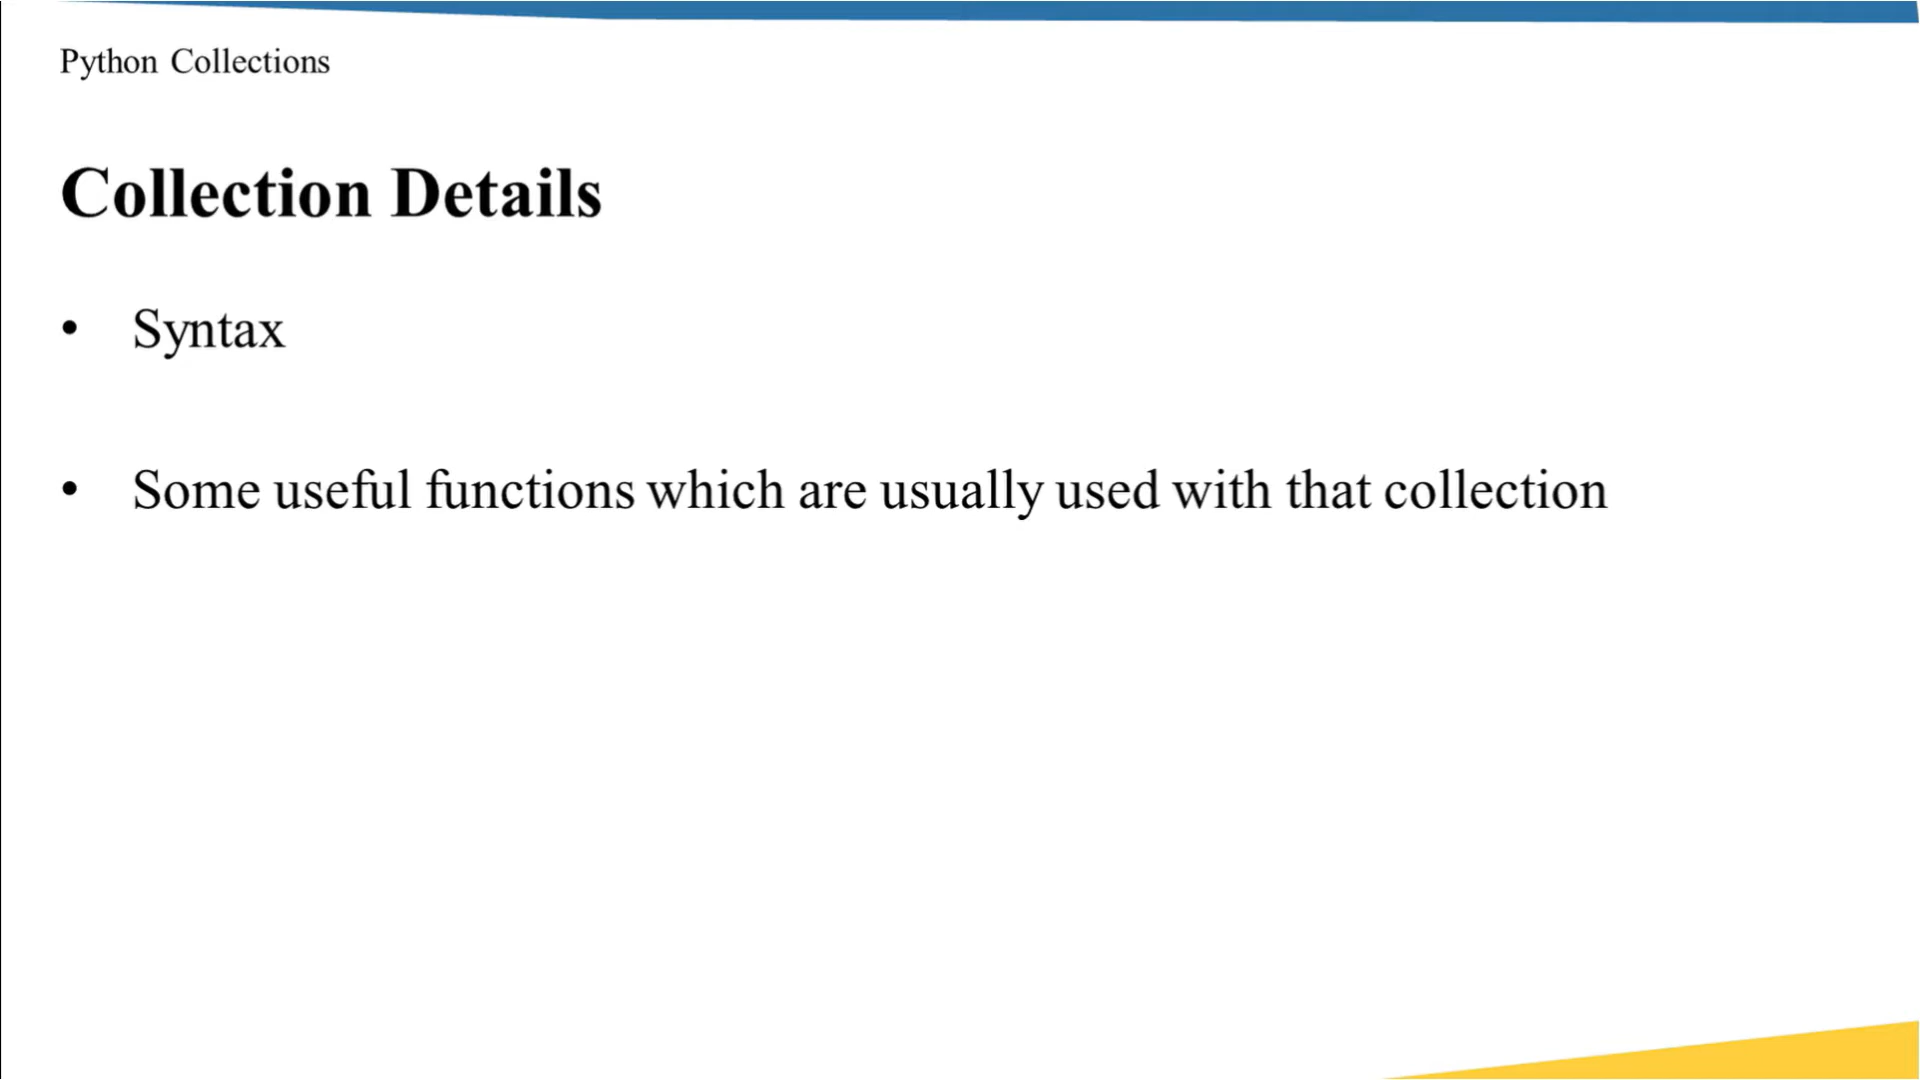 Python Collections
Collection Details
• Syntax
• Some useful functions which are usually used with that collection